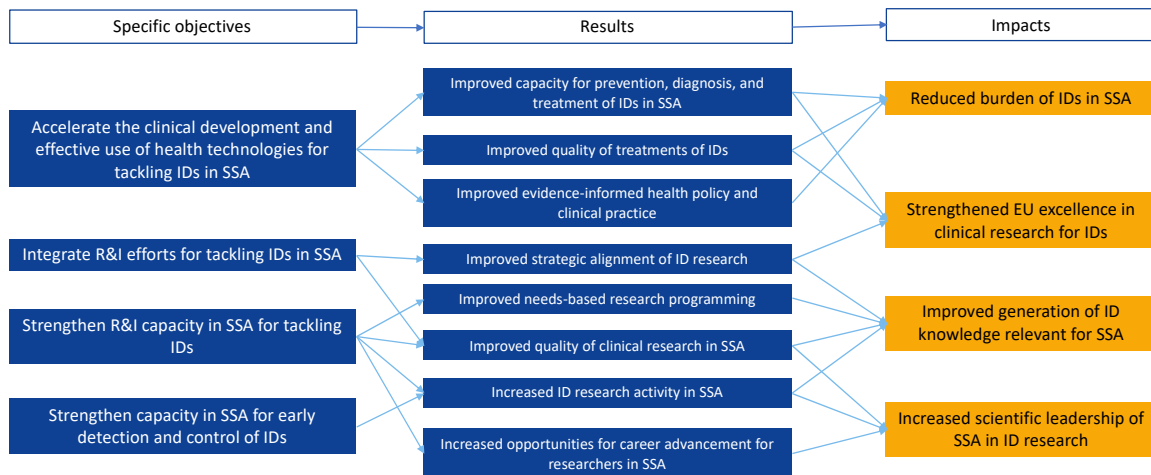 Specific objectives
Results
Impacts
Accelerate the clinical development and
effective use of health technologies for
tackling IDs in SSA
Integrate R&I efforts for tackling IDs in SSA
Strengthen R&I capacity in SSA for tackling
IDs
Strengthen capacity in SSA for early
detection and control of IDs
Improved capacity for prevention, diagnosis, and
treatment of IDs in SSA
Improved quality of treatments of IDs
Improved evidence-informed health policy and
clinical practice
Improved strategic alignment of ID research
Improved needs-based research programming
Improved quality of clinical research in SSA
Increased ID research activity in SSA
Increased opportunities for career advancement for
researchers in SSA
Reduced burden of IDs in SSA
Strengthened EU excellence in
clinical research for IDs
Improved generation of ID
knowledge relevant for SSA
Increased scientific leadership of
SSA in ID research